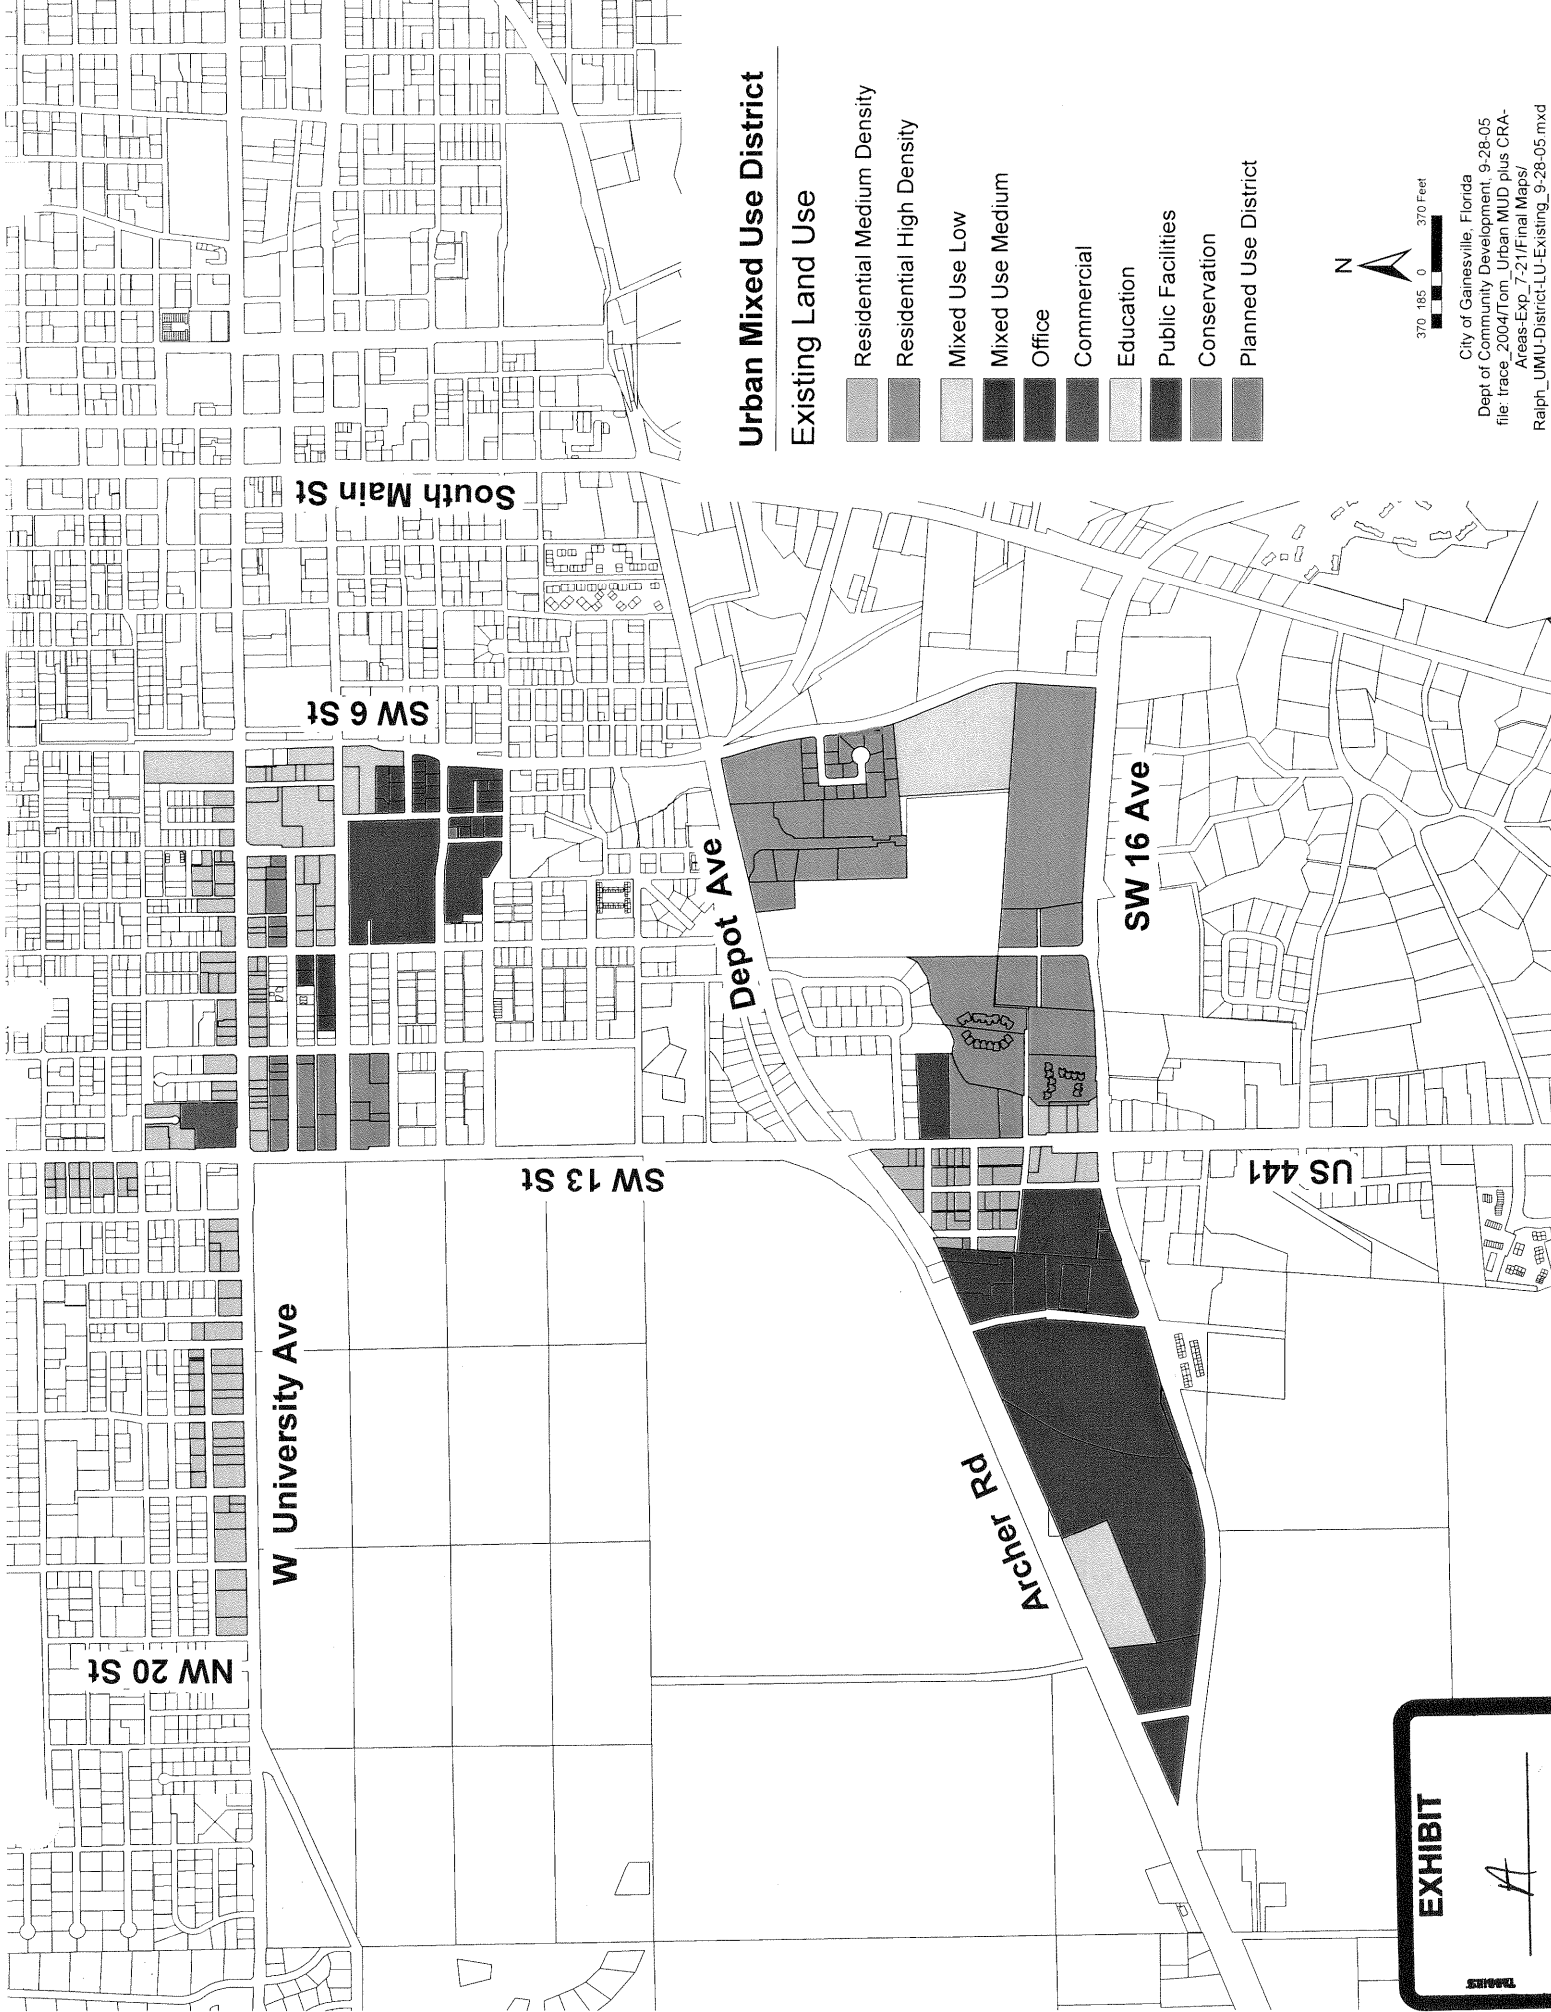 Urban Mixed Use District
Existing Land Use
Residential Medium Density
Residential High Density
Mixed Use Low
Mixed Use Medium
Office
Commercial
Education
Public Facilities
Conservation
Planned Use District
N
370 185 0 370 Feet
City of Gainesville, Florida
Dept of Community Development, 9-28-05
file: trace_2004/Tom_Urban MUD plus CRA-
Areas-Exp_7-21/Final Maps/
Ralph_UMU-District-LU-Existing_9-28-05.mxd
South Main St
SW 6 St
Depot Ave
SW 16 Ave
SW 13 St
US 441
W University Ave
Archer Rd
NW 20 St
EXHIBIT
A